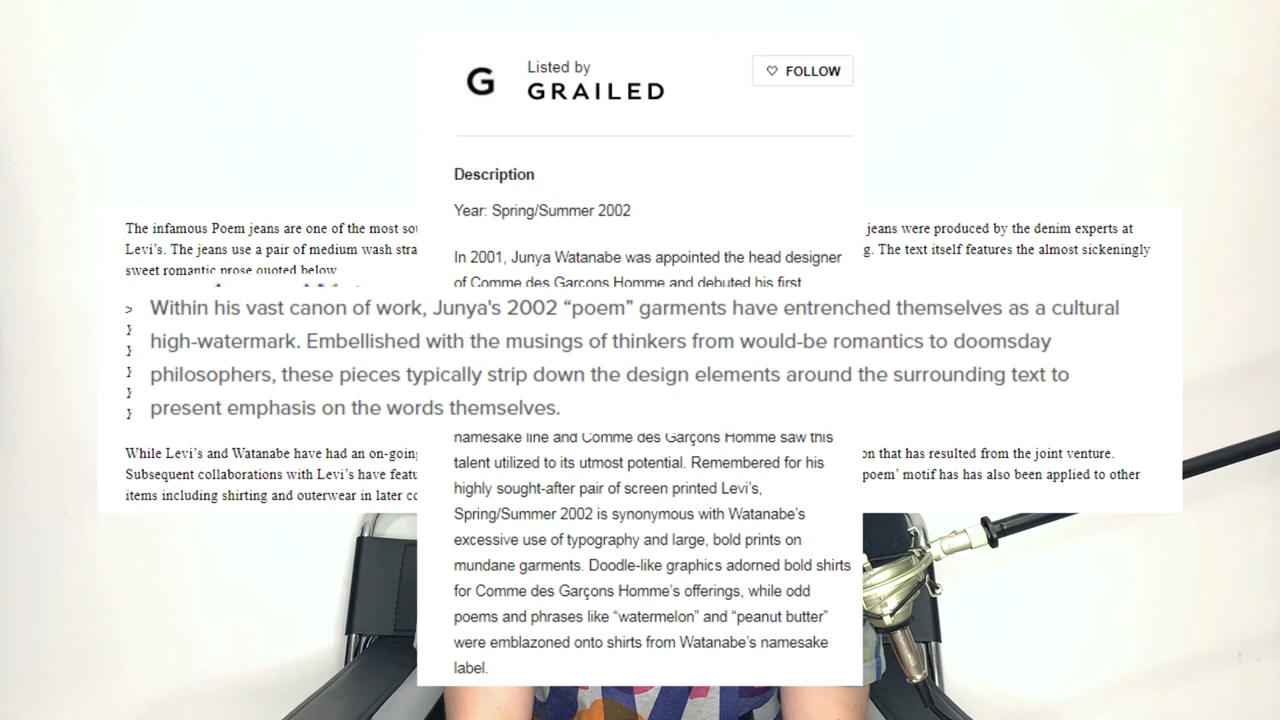 G
Listed by
GRAILED
FOLLOW
Description
Year: Spring/Summer 2002
In 2001, Junya Watanabe was appointed the head designer
of Comme des Garçons Homme and debuted his first
The infamous Poem jeans are one of the most
Levi's. The jeans use a pair of medium wash
sweet romantic prose quoted below
jeans were produced by the denim experts at
g. The text itself features the almost sickeningly
>
Within his vast canon of work, Junya's 2002 “poem” garments have entrenched themselves as a cultural
high-watermark. Embellished with the musings of thinkers from would-be romantics to doomsday
philosophers, these pieces typically strip down the design elements around the surrounding text to
present emphasis on the words themselves.
namesake line and Comme des Garçons Homme saw this
talent utilized to its utmost potential. Remembered for his
highly sought-after pair of screen printed Levi's,
Spring/Summer 2002 is synonymous with Watanabe's
excessive use of typography and large, bold prints on
mundane garments. Doodle-like graphics adorned bold shirts
for Comme des Garçons Homme's offerings, while odd
poems and phrases like “watermelon” and “peanut butter”
were emblazoned onto shirts from Watanabe's namesake
label.
While Levi's and Watanabe have had an
Subsequent collaborations with Levi's have
items including shirting and outerwear in later
on that has resulted from the joint venture.
poem' motif has has also been applied to other